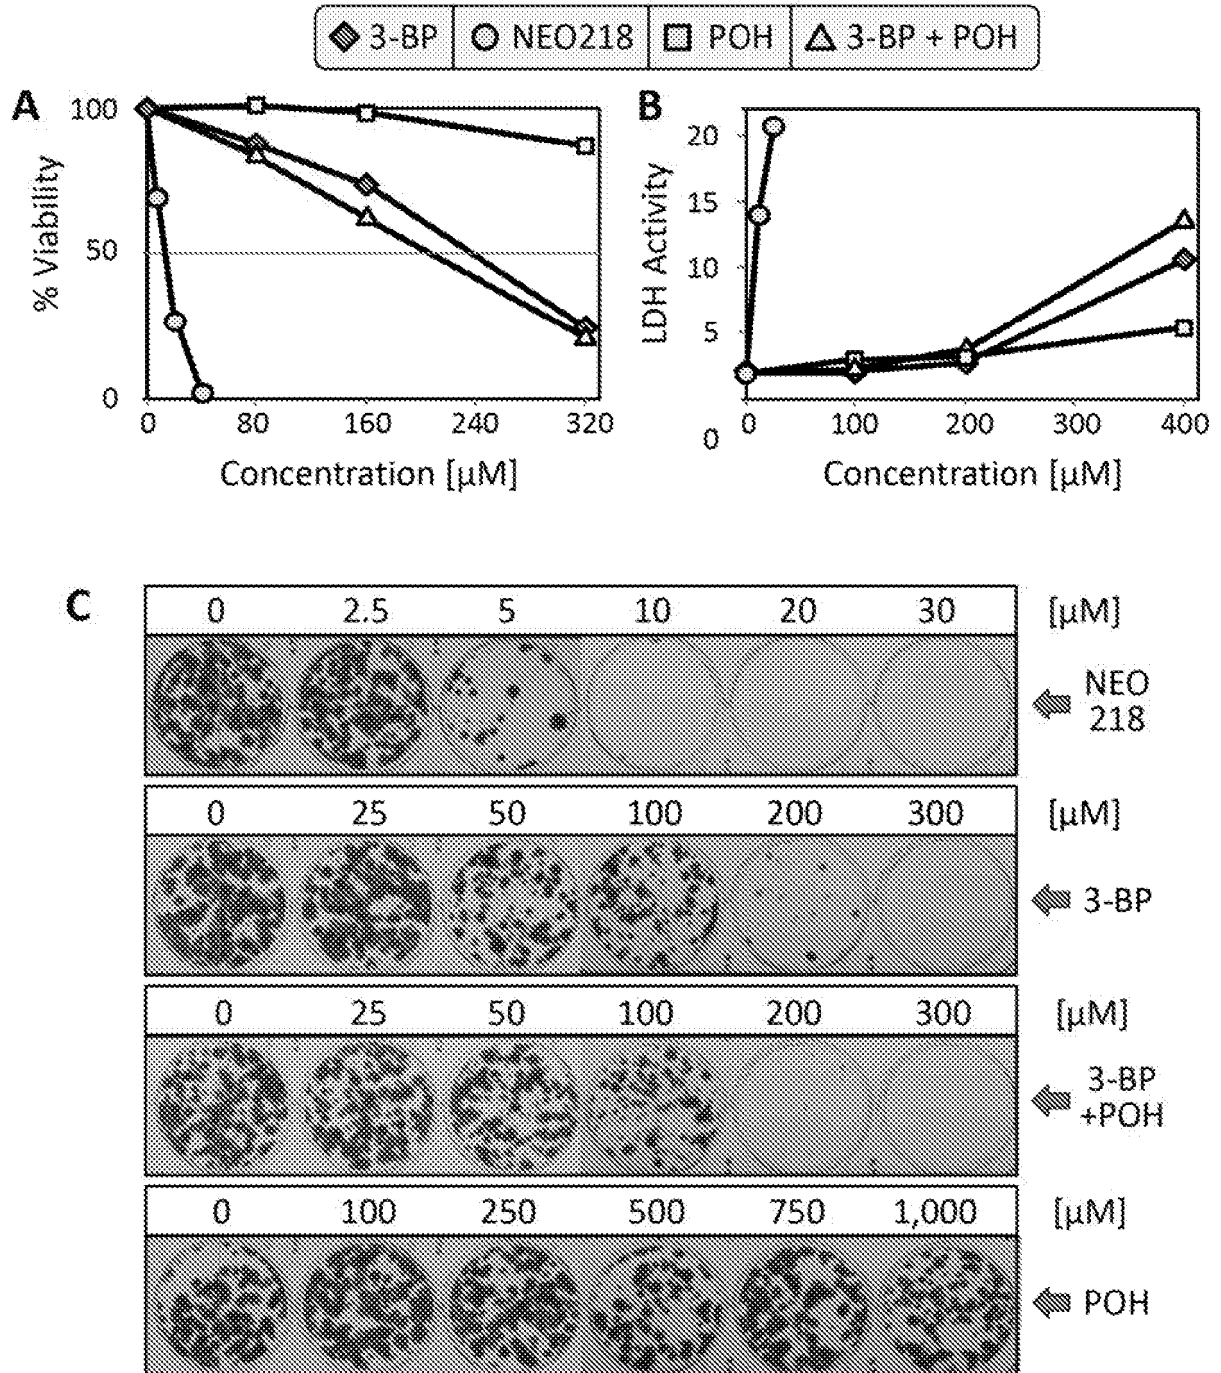 3-BP NEO218 POH 3-BP + POH
A
100
50
0
% Viability
0 80 160 240 320
Concentration [µM]
B
20
15
10
5
0
LDH Activity
0 100 200 300 400
Concentration [µM]
C
0 2.5 5 10 20 30 [µM]
NEO
218
0 25 50 100 200 300 [µM]
3-BP
0 25 50 100 200 300 [µM]
3-BP
+POH
0 100 250 500 750 1,000 [µM]
POH